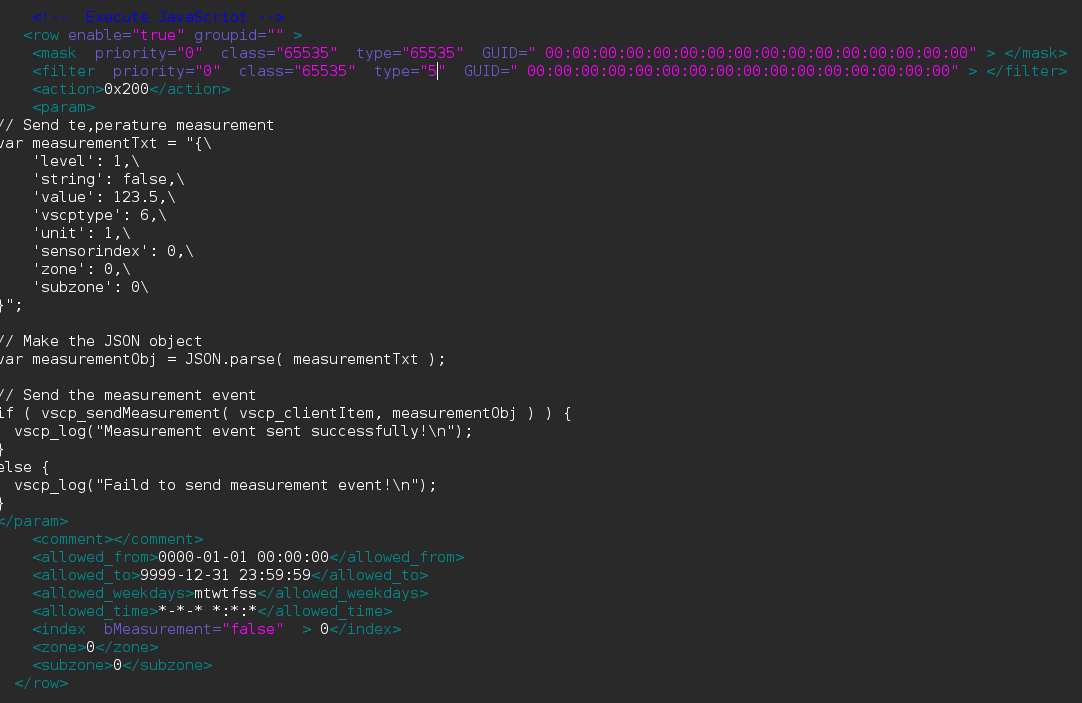 <!--  Execute JavaScript -->
<row enable="true" groupid="" >
<mask  priority="0"  class="65535"  type="65535"  GUID=" 00:00:00:00:00:00:00:00:00:00:00:00:00:00:00:00" > </mask>
<filter  priority="0"  class="65535"  type="5"  GUID=" 00:00:00:00:00:00:00:00:00:00:00:00:00:00:00:00" > </filter>
<action>0x200</action>
<param>
// Send te,perature measurement
var measurementTxt = "{\
'level': 1,\
'string': false,\
'value': 123.5,\
'vscptype': 6,\
'unit': 1,\
'sensorindex': 0,\
'zone': 0,\
'subzone': 0\
}";
// Make the JSON object
var measurementObj = JSON.parse( measurementTxt );
// Send the measurement event
if ( vscp_sendMeasurement( vscp_clientItem, measurementObj ) ) {
vscp_log("Measurement event sent successfully!\n");
}
else {
vscp_log("Faild to send measurement event!\n");
}
</param>
<comment></comment>
<allowed_from>0000-01-01 00:00:00</allowed_from>
<allowed_to>9999-12-31 23:59:59</allowed_to>
<allowed_weekdays>mtwtfss</allowed_weekdays>
<allowed_time>*-*-* *:*:*</allowed_time>
<index  bMeasurement="false"  > 0</index>
<zone>0</zone>
<subzone>0</subzone>
</row>